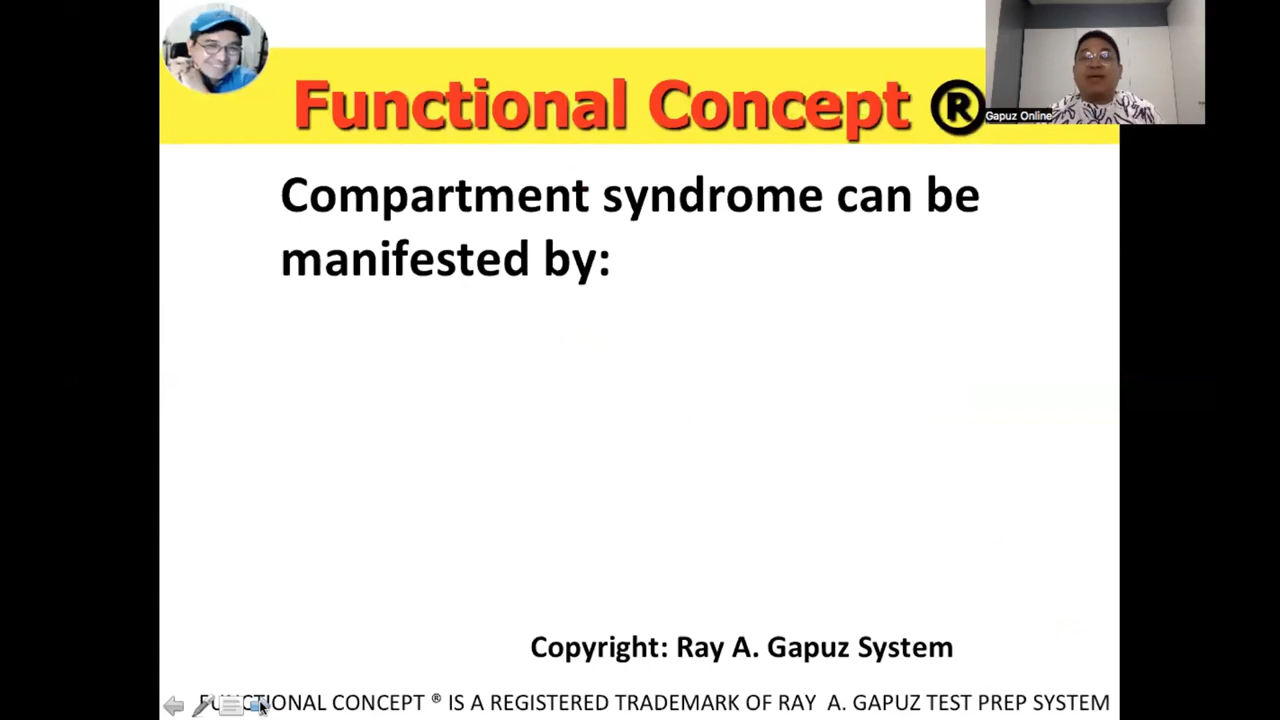 Functional Concept ®
Gapuz Online
Compartment syndrome can be
manifested by:
Copyright: Ray A. Gapuz System
FUNCTIONAL CONCEPT ® IS A REGISTERED TRADEMARK OF RAY A. GAPUZ TEST PREP SYSTEM